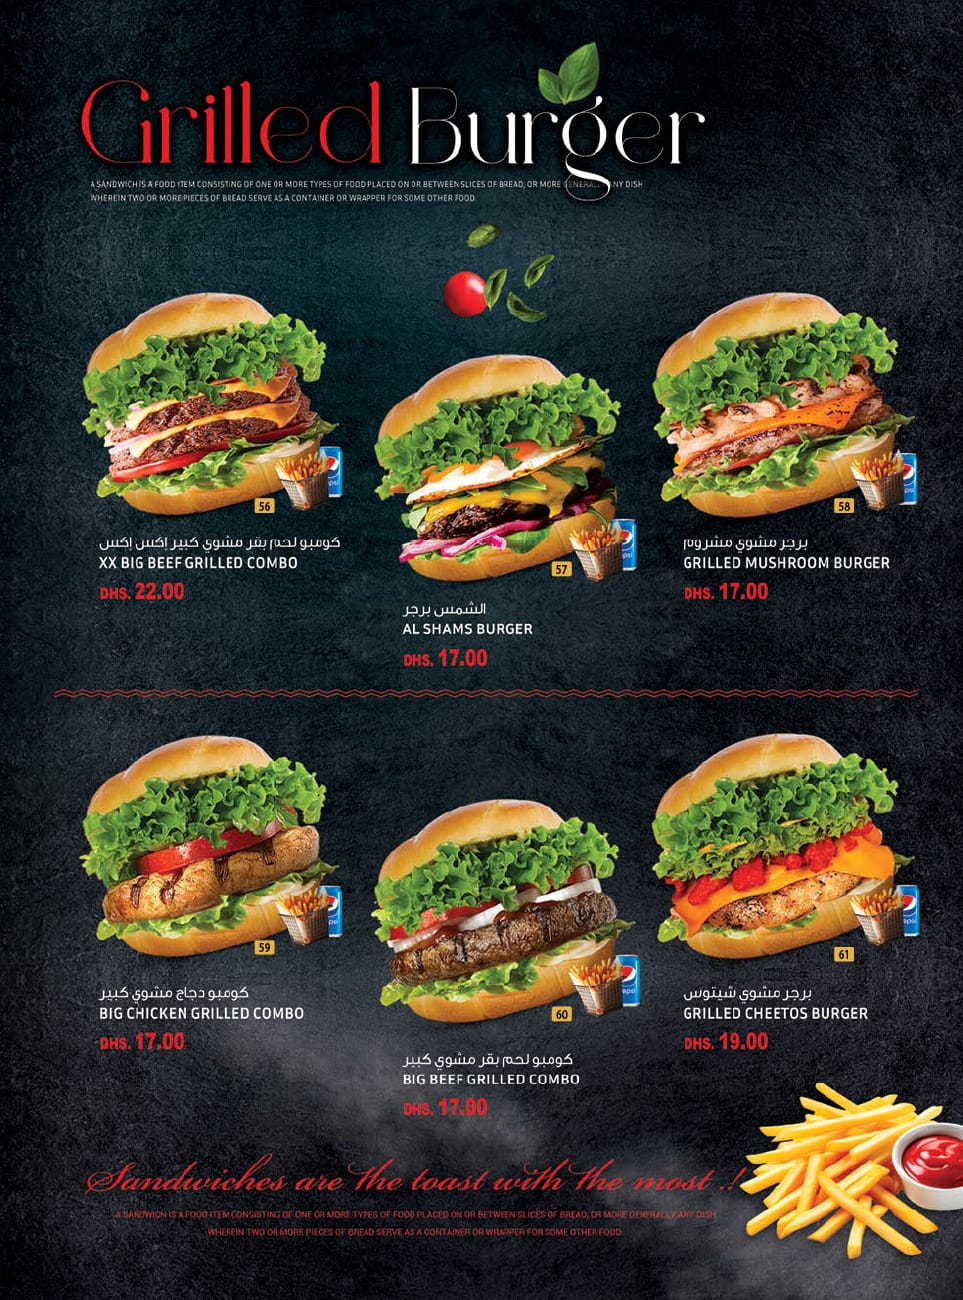 Grilled Burger
A SANDWICH IS A FOOD ITEM CONSISTING OF ONE OR MORE TYPES OF FOOD PLACED ON OR BETWEEN SLICES OF BREAD, OR MORE GENERALLY ANY DISH
WHEREIN TWO OR MORE PIECES OF BREAD SERVE AS A CONTAINER OR WRAPPER FOR SOME OTHER FOOD.
56
كومبو لحم بقر مشوي كبير إكس إكس
XX BIG BEEF GRILLED COMBO
DHS. 22.00
57
الشمس برجر
AL SHAMS BURGER
DHS. 17.00
58
برجر مشوي مشروم
GRILLED MUSHROOM BURGER
DHS. 17.00
59
كومبو دجاج مشوي كبير
BIG CHICKEN GRILLED COMBO
DHS. 17.00
60
كومبو لحم بقر مشوي كبير
BIG BEEF GRILLED COMBO
DHS. 17.00
61
برجر مشوي شيتوس
GRILLED CHEETOS BURGER
DHS. 19.00
Sandwiches are the toast with the most .!
A SANDWICH IS A FOOD ITEM CONSISTING OF ONE OR MORE TYPES OF FOOD PLACED ON OR BETWEEN SLICES OF BREAD, OR MORE GENERALLY ANY DISH
WHEREIN TWO OR MORE PIECES OF BREAD SERVE AS A CONTAINER OR WRAPPER FOR SOME OTHER FOOD.